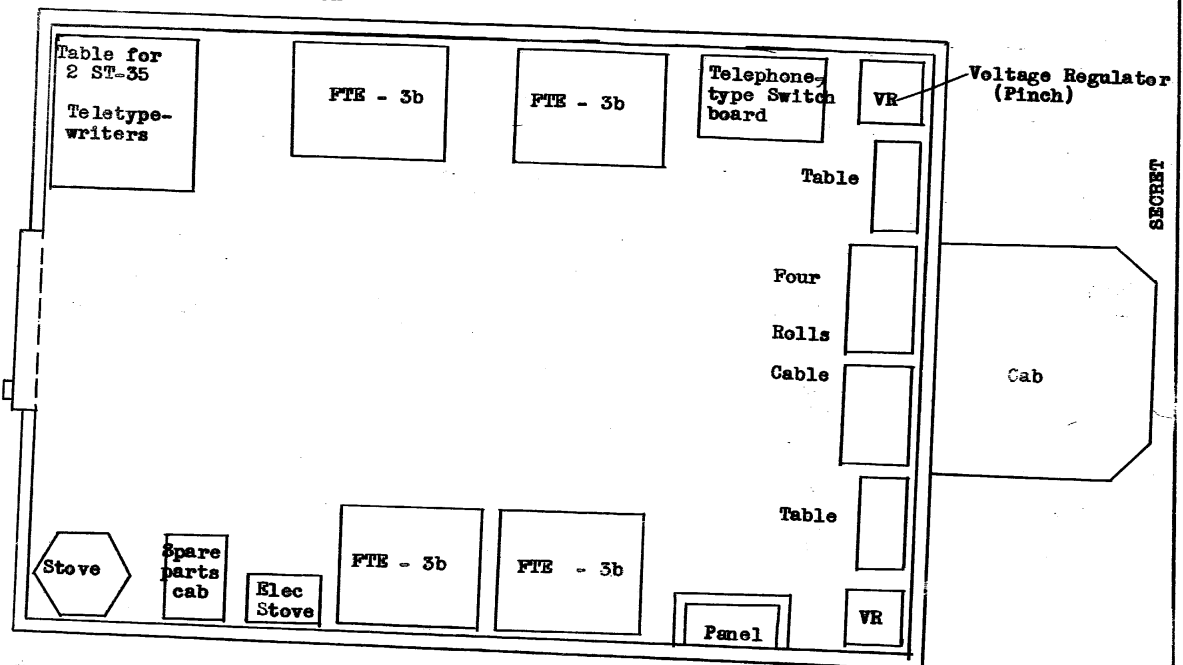 Table for
2 ST-35
Teletype-
writers
FTE - 3b
FTE - 3b
Telephone-
type Switch
board
VR
Voltage Regulator
(Pinch)
Table
SECRET
Four
Rolls
Cable
Cab
Table
Stove
Spare
parts
cab
Elec
Stove
FTE - 3b
FTE - 3b
Panel
VR